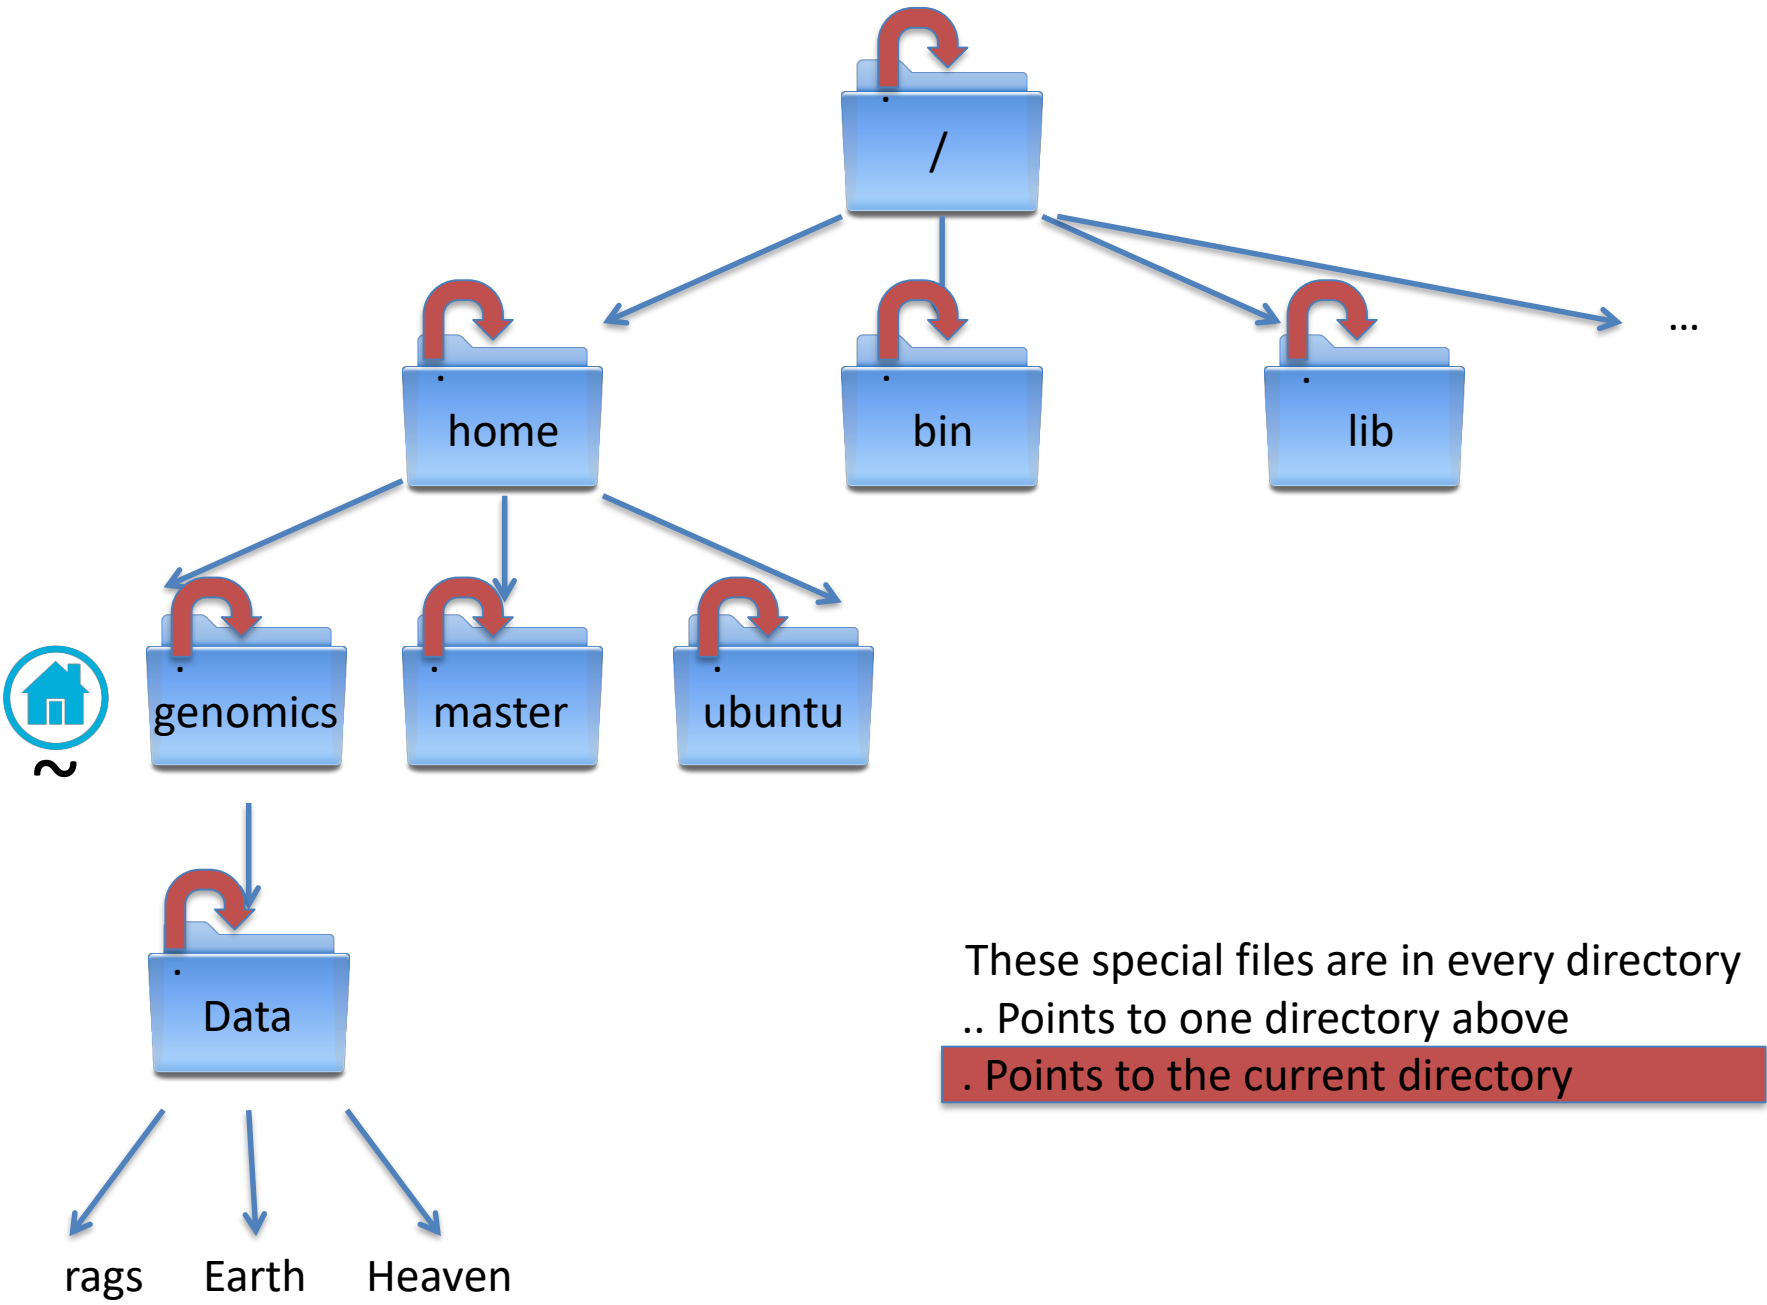 .
/
...
. . .
home bin lib
. . .
genomics master ubuntu
~
.
Data
These special files are in every directory
.. Points to one directory above
. Points to the current directory
rags Earth Heaven